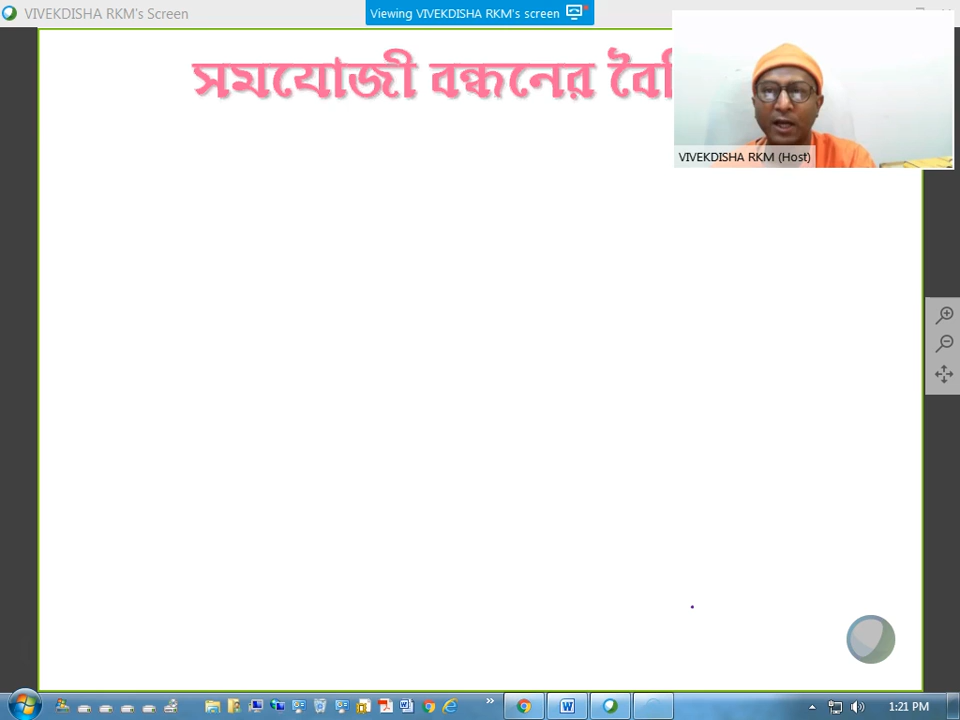 VIVEKDISHA RKM's Screen
Viewing VIVEKDISHA RKM's screen
সমযোজী বন্ধনের
VIVEKDISHA RKM (Host)
1:21 PM